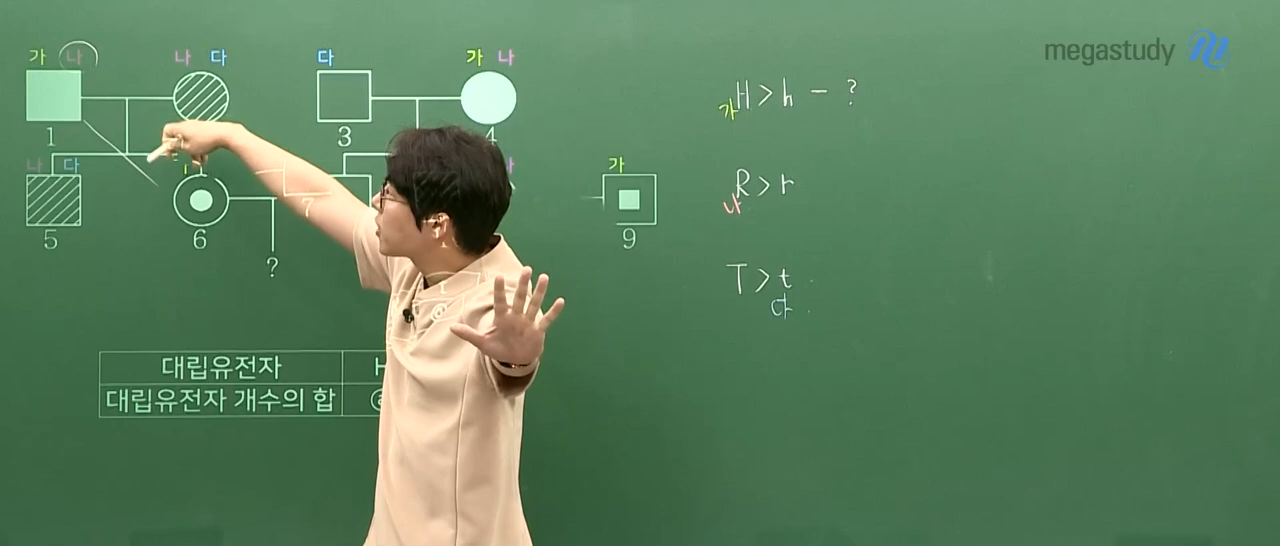 megastudy
가 나 나 다 다 가 나
1 3 4
나 다 가
5 6 7 9
?
대립유전자 H
대립유전자 개수의 합
가 H > h - ?
나 R > r
T > t
다